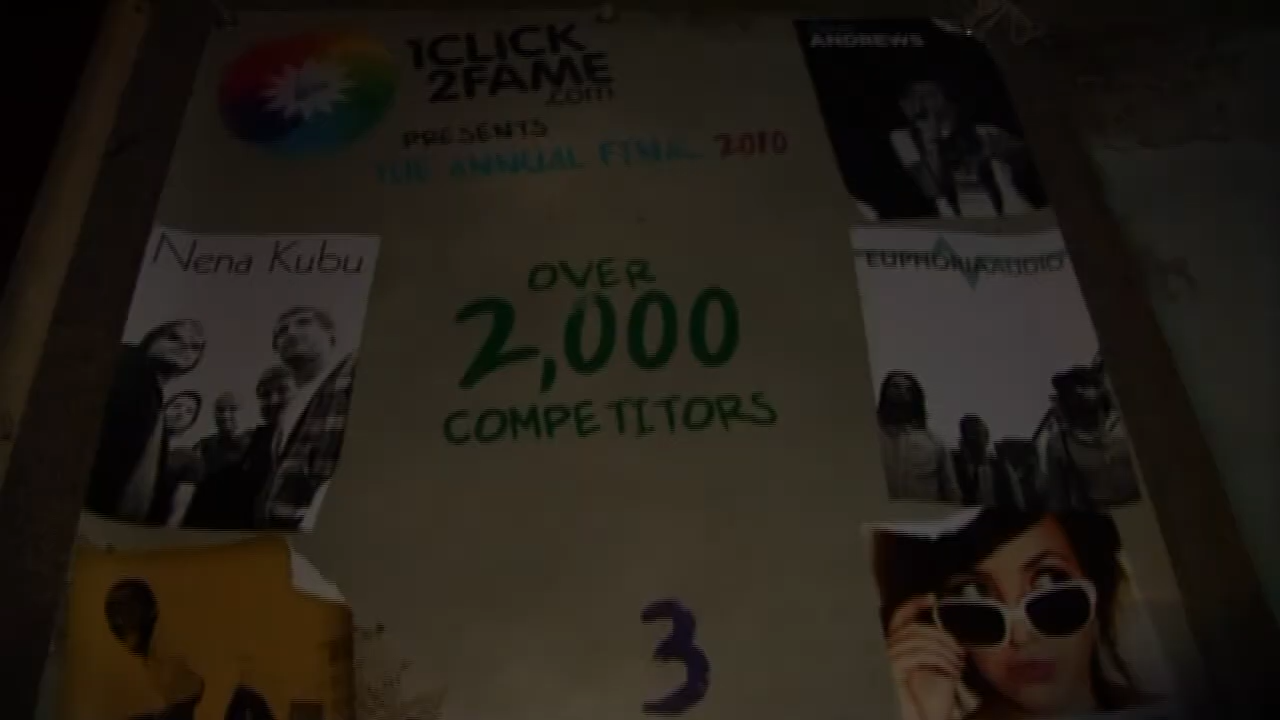 1CLICK
2FAME
.com
PRESENTS
THE ANNUAL FINAL 2010
ANDREWS
Nena Kubu
OVER
2,000
COMPETITORS
EUPHORIA AUDIO
3